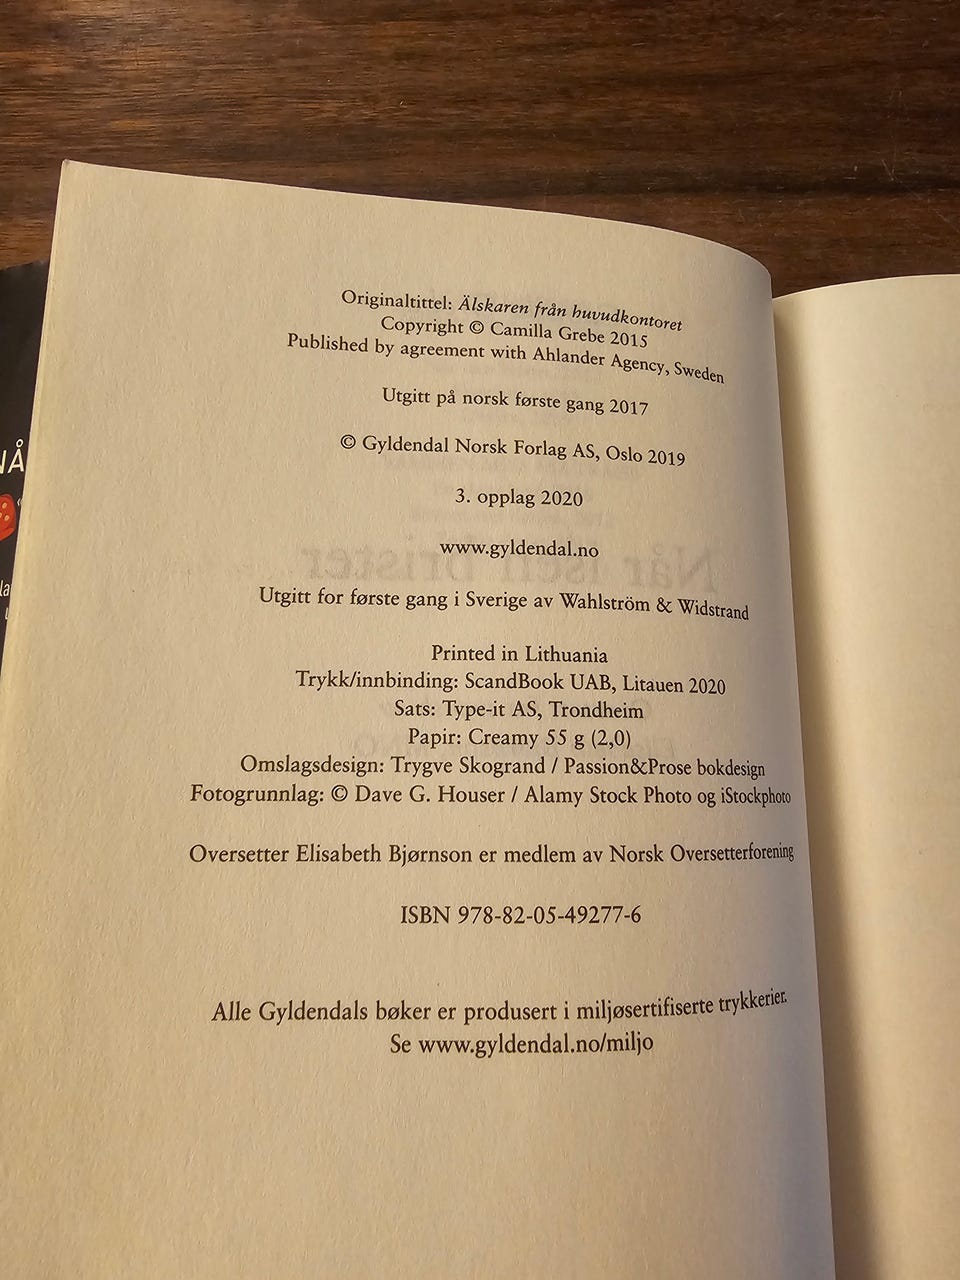 Originaltittel: Älskaren från huvudkontoret
Copyright © Camilla Grebe 2015
Published by agreement with Ahlander Agency, Sweden
Utgitt på norsk første gang 2017
© Gyldendal Norsk Forlag AS, Oslo 2019
3. opplag 2020
www.gyldendal.no
Utgitt for første gang i Sverige av Wahlström & Widstrand
Printed in Lithuania
Trykk/innbinding: ScandBook UAB, Litauen 2020
Sats: Type-it AS, Trondheim
Papir: Creamy 55 g (2,0)
Omslagsdesign: Trygve Skogrand / Passion&Prose bokdesign
Fotogrunnlag: © Dave G. Houser / Alamy Stock Photo og iStockphoto
Oversetter Elisabeth Bjørnson er medlem av Norsk Oversetterforening
ISBN 978-82-05-49277-6
Alle Gyldendals bøker er produsert i miljøsertifiserte trykkerier.
Se www.gyldendal.no/miljo